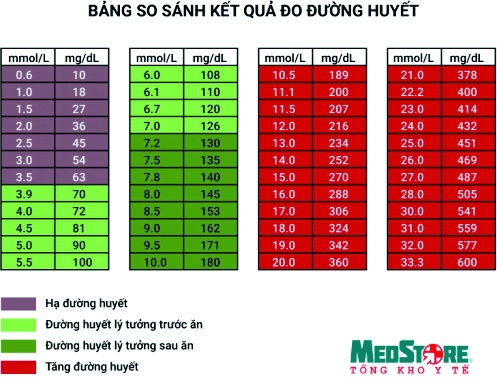 BẢNG SO SÁNH KẾT QUẢ ĐO ĐƯỜNG HUYẾT
mmol/L mg/dL mmol/L mg/dL mmol/L mg/dL mmol/L mg/dL
0.6 10 6.0 108 10.5 189 21.0 378
1.0 18 6.1 110 11.1 200 22.2 400
1.5 27 6.7 120 11.5 207 23.0 414
2.0 36 7.0 126 12.0 216 24.0 432
2.5 45 7.2 130 13.0 234 25.0 451
3.0 54 7.5 135 14.0 252 26.0 469
3.5 63 7.8 140 15.0 270 27.0 487
3.9 70 8.0 145 16.0 288 28.0 505
4.0 72 8.5 153 17.0 306 30.0 541
4.5 81 9.0 162 18.0 324 31.0 559
5.0 90 9.5 171 19.0 342 32.0 577
5.5 100 10.0 180 20.0 360 33.3 600
Hạ đường huyết
Đường huyết lý tưởng trước ăn
Đường huyết lý tưởng sau ăn
Tăng đường huyết
MEDSTORE
TỔNG KHO Y TẾ